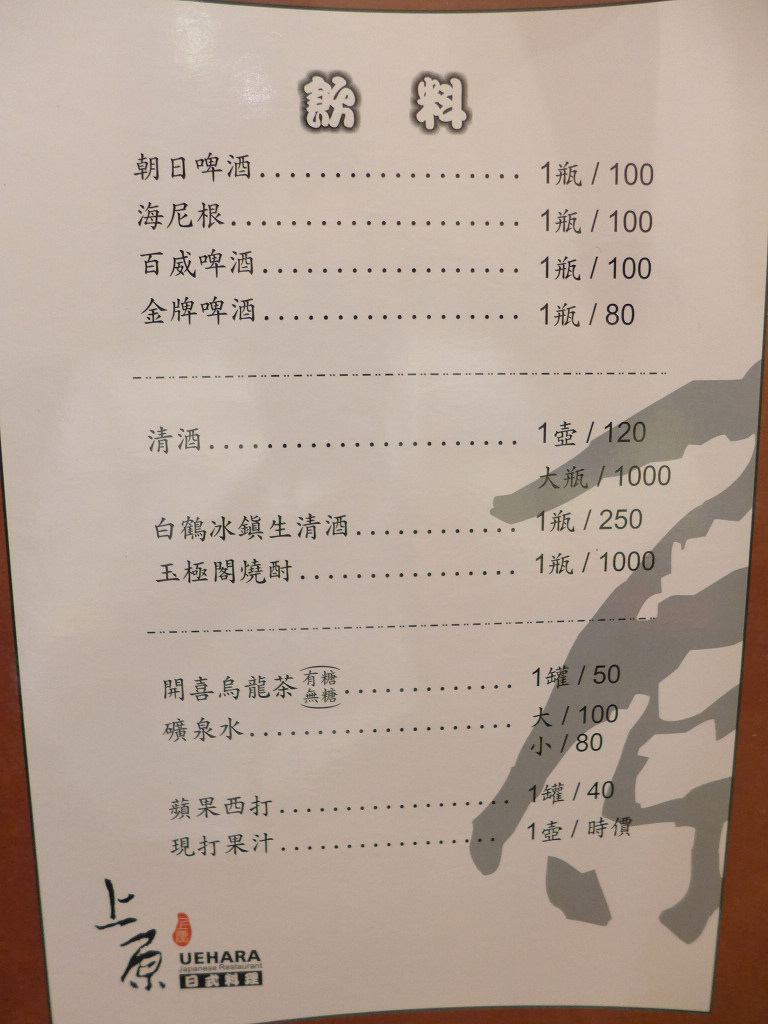 飲 料
朝日啤酒.................. 1瓶 / 100
海尼根.................... 1瓶 / 100
百威啤酒.................. 1瓶 / 100
金牌啤酒.................. 1瓶 / 80
清酒...................... 1壺 / 120
大瓶 / 1000
白鶴冰鎮生清酒............ 1瓶 / 250
玉極閣燒酎............... 1瓶 / 1000
開喜烏龍茶(有糖 無糖)............ 1罐 / 50
礦泉水................... 大 / 100
小 / 80
蘋果西打................ 1罐 / 40
現打果汁............... 1壺 / 時價
上原
UEHARA
Japanese Restaurant
日式料理